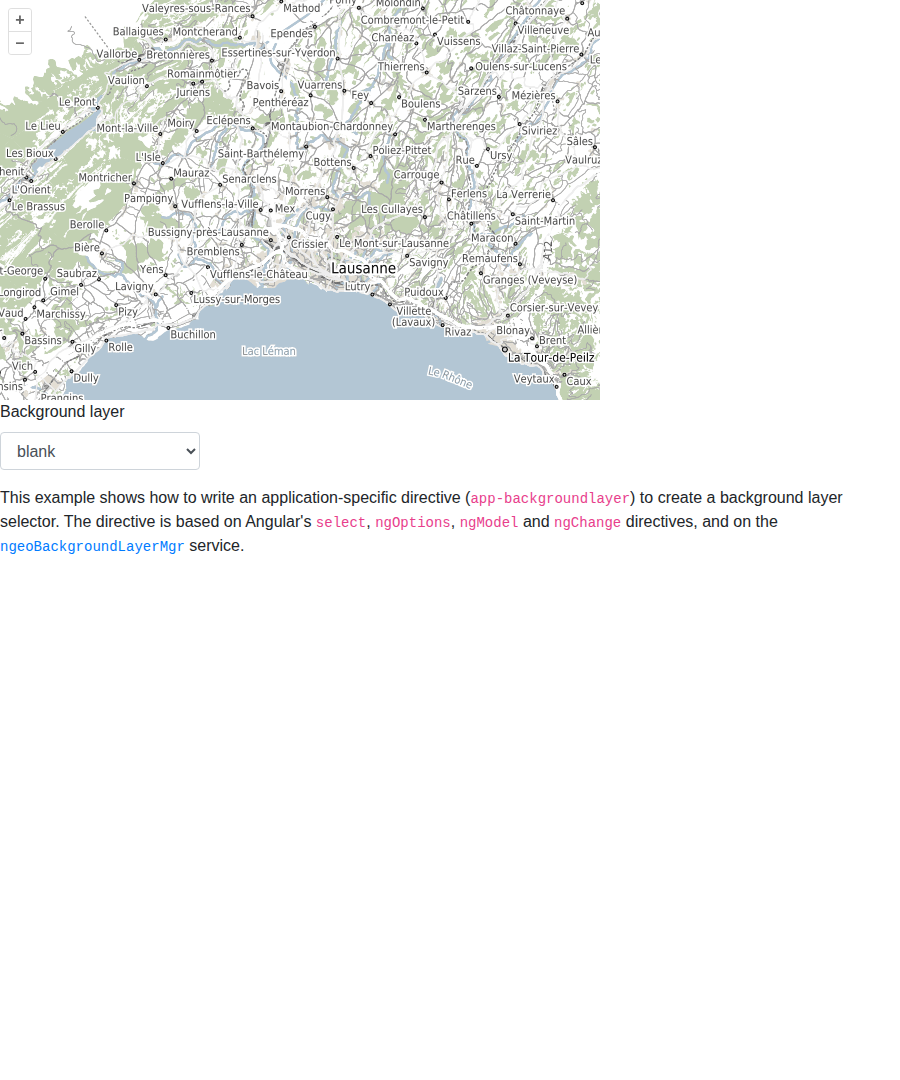 +
−
Valeyres-sous-Rances
Mathod
Molondin
Combremont-le-Petit
Châtonnaye
Villeneuve
Ballaigues
Montcherand
Ependes
Chanéaz
Vuissens
Villaz-Saint-Pierre
Vallorbe
Bretonnières
Essertines-sur-Yverdon
Thierrens
Oulens-sur-Lucens
Vaulion
Romainmôtier
Juriens
Bavois
Vuarrens
Fey
Sarzens
Mézières
Le Pont
Penthéréaz
Boulens
Le Lieu
Mont-la-Ville
Moiry
Eclépens
Montaubion-Chardonney
Martherenges
Siviriez
Sâles
Les Bioux
L'Isle
Saint-Barthélemy
Bottens
Poliez-Pittet
Rue
Ursy
Vaulruz
henit
L'Orient
Montricher
Mauraz
Senarclens
Carrouge
Le Brassus
Pampigny
Vufflens-la-Ville
Mex
Morrens
Cugy
Les Cullayes
Ferlens
La Verrerie
Châtillens
Saint-Martin
Berolle
Bussigny-près-Lausanne
Crissier
Le Mont-sur-Lausanne
Maracon
A12
Bière
Bremblens
Savigny
Remaufens
t-George
Saubraz
Yens
Vufflens-le-Château
Lausanne
Granges (Veveyse)
Longirod
Gimel
Lavigny
Lussy-sur-Morges
Lutry
Puidoux
Vaud
Marchissy
Pizy
Villette
(Lavaux)
Corsier-sur-Vevey
Bassins
Gilly
Rolle
Buchillon
Rivaz
Blonay
Brent
Alliè
Lac Léman
La Tour-de-Peilz
Vich
Dully
Le Rhône
Veytaux
Caux
nsins
Prangins
Background layer
blank
This example shows how to write an application-specific directive (app-backgroundlayer) to create a background layer
selector. The directive is based on Angular's select, ngOptions, ngModel and ngChange directives, and on the
ngeoBackgroundLayerMgr service.